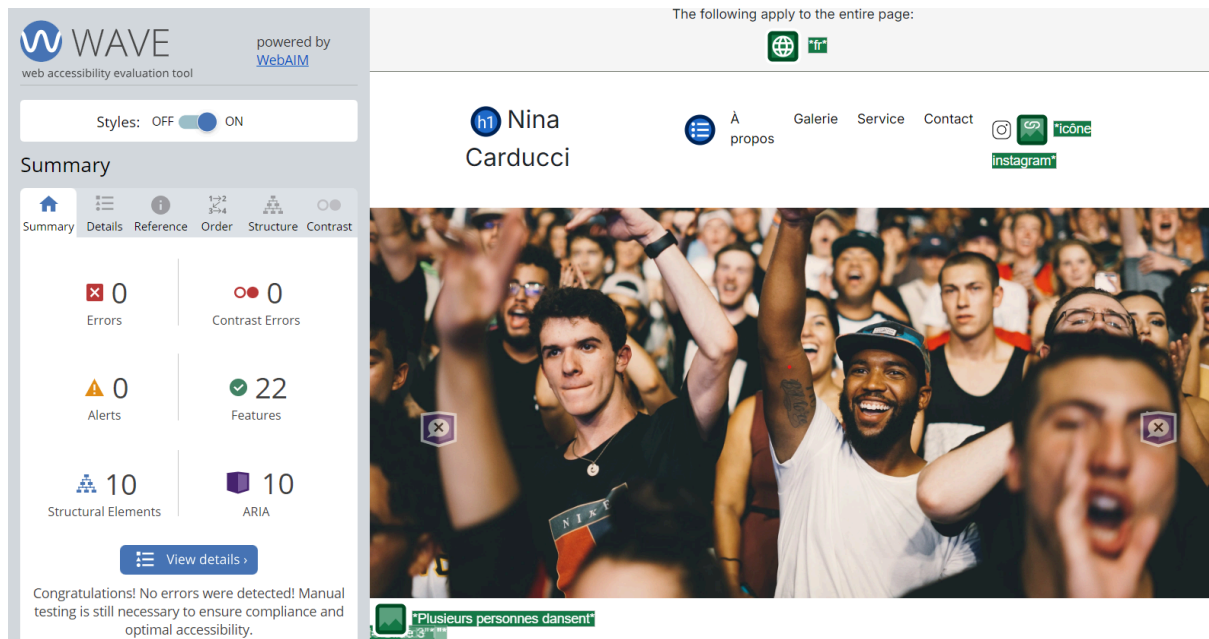 WAVE
powered by
WebAIM
web accessibility evaluation tool
Styles: OFF ON
Summary
Summary Details Reference Order Structure Contrast
0
Errors
0
Contrast Errors
0
Alerts
22
Features
10
Structural Elements
10
ARIA
View details ›
Congratulations! No errors were detected! Manual
testing is still necessary to ensure compliance and
optimal accessibility.
The following apply to the entire page:
*fr*
h1 Nina
Carducci
À
propos
Galerie
Service
Contact
*icône
instagram*
NIKE
*Plusieurs personnes dansent*